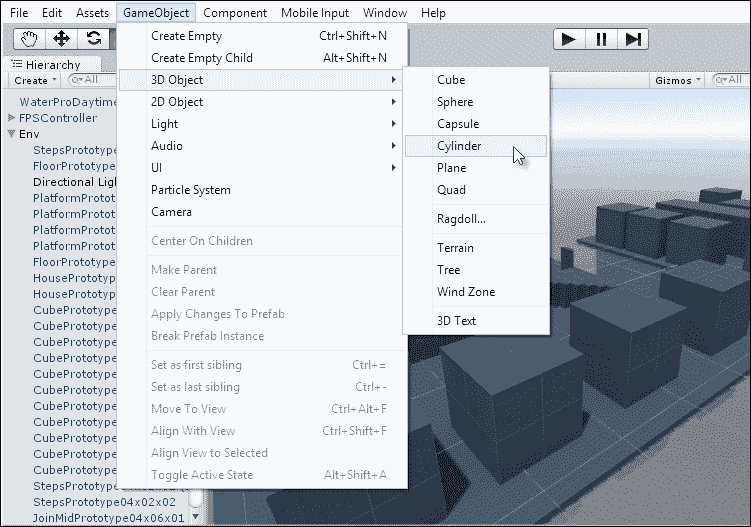 File Edit Assets GameObject Component Mobile Input Window Help
Hierarchy
Create All Gizmos All
WaterProDaytime
FPSController
Env
StepsPrototype
FloorPrototype
Directional Ligh
PlatformPrototy
PlatformPrototy
PlatformPrototy
PlatformPrototy
FloorPrototype
HousePrototype
HousePrototype
CubePrototype
CubePrototype
CubePrototype
CubePrototype
CubePrototype
CubePrototype
CubePrototype
CubePrototype
CubePrototype
CubePrototype
CubePrototype
StepsPrototype04x02x02
JoinMidPrototype04x06x01
Create Empty Ctrl+Shift+N
Create Empty Child Alt+Shift+N
3D Object
2D Object
Light
Audio
UI
Particle System
Camera
Center On Children
Make Parent
Clear Parent
Apply Changes To Prefab
Break Prefab Instance
Set as first sibling Ctrl+=
Set as last sibling Ctrl+-
Move To View Ctrl+Alt+F
Align With View Ctrl+Shift+F
Align View to Selected
Toggle Active State Alt+Shift+A
Cube
Sphere
Capsule
Cylinder
Plane
Quad
Ragdoll...
Terrain
Tree
Wind Zone
3D Text